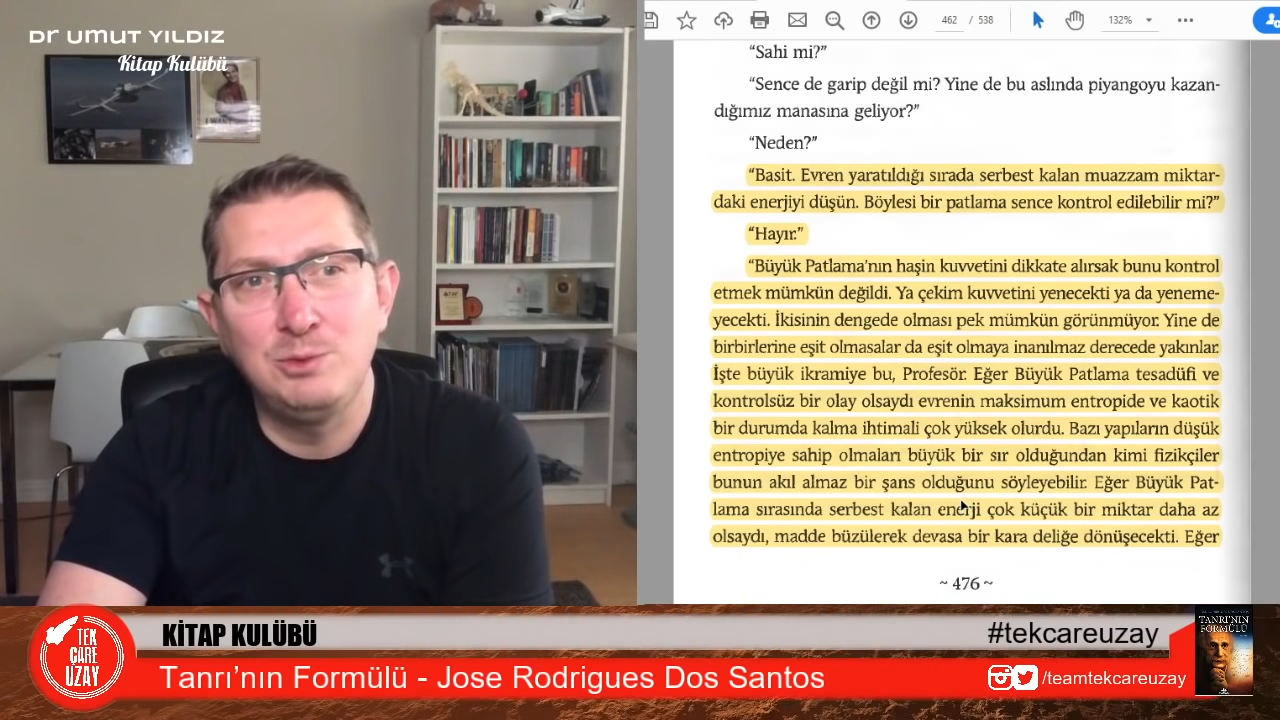 Dr UMUT YILDIZ
Kitap Kulübü
462 / 538
132%
“Sahi mi?”
“Sence de garip değil mi? Yine de bu aslında piyangoyu kazan-
dığımız manasına geliyor?”
“Neden?”
“Basit. Evren yaratıldığı sırada serbest kalan muazzam miktar-
daki enerjiyi düşün. Böylesi bir patlama sence kontrol edilebilir mi?”
“Hayır.”
“Büyük Patlama’nın haşin kuvvetini dikkate alırsak bunu kontrol
etmek mümkün değildi. Ya çekim kuvvetini yenecekti ya da yeneme-
yecekti. İkisinin dengede olması pek mümkün görünmüyor. Yine de
birbirlerine eşit olmasalar da eşit olmaya inanılmaz derecede yakınlar.
İşte büyük ikramiye bu, Profesör. Eğer Büyük Patlama tesadüfi ve
kontrolsüz bir olay olsaydı evrenin maksimum entropide ve kaotik
bir durumda kalma ihtimali çok yüksek olurdu. Bazı yapıların düşük
entropiye sahip olmaları büyük bir sır olduğundan kimi fizikçiler
bunun akıl almaz bir şans olduğunu söyleyebilir. Eğer Büyük Pat-
lama sırasında serbest kalan enerji çok küçük bir miktar daha az
olsaydı, madde büzülerek devasa bir kara deliğe dönüşecekti. Eğer
~ 476 ~
TEK
ÇARE
UZAY
KİTAP KULÜBÜ
#tekcareuzay
Tanrı’nın Formülü - Jose Rodrigues Dos Santos
/teamtekcareuzay
TANRI’NIN
FORMÜLÜ